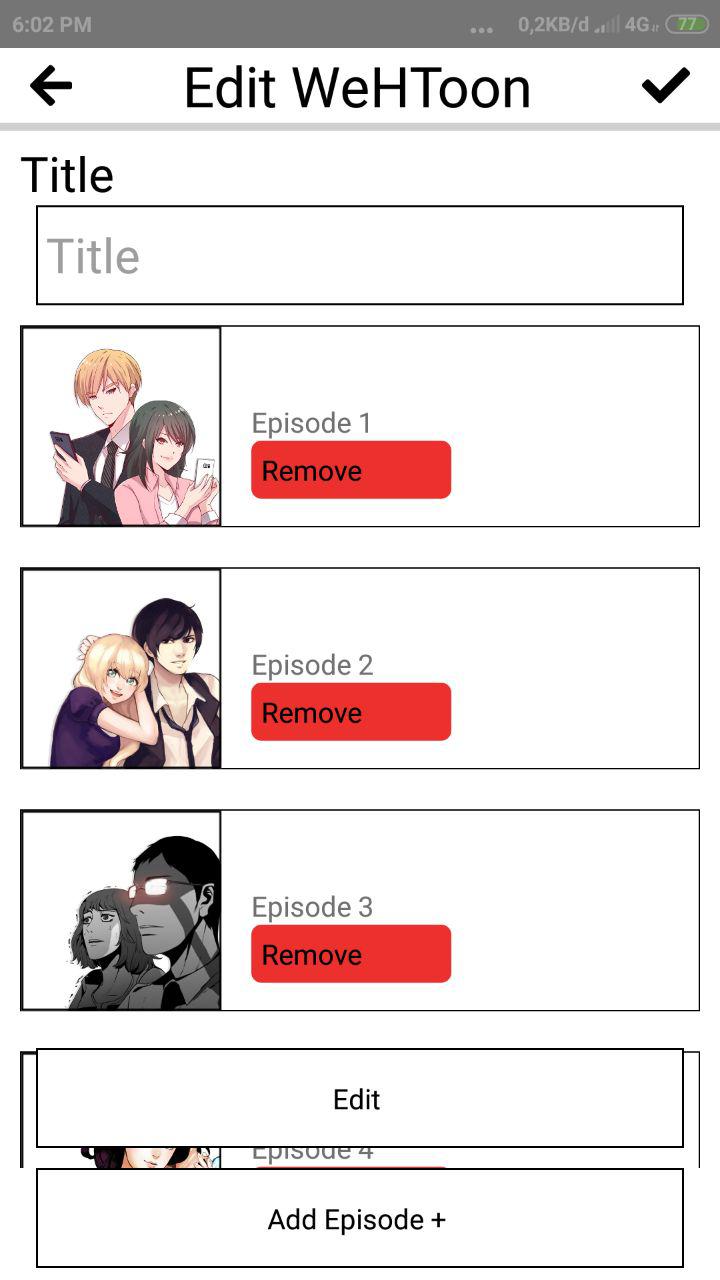 6:02 PM ... 0,2KB/d 4G 77
Edit WeHToon
Title
Title
Episode 1
Remove
Episode 2
Remove
Episode 3
Remove
Edit
Episode 4
Add Episode +